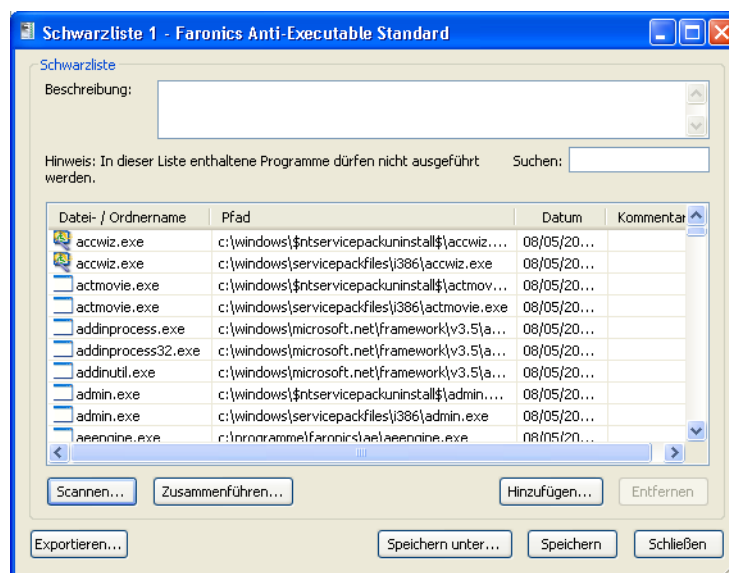 Schwarzliste 1 - Faronics Anti-Executable Standard
Schwarzliste
Beschreibung:
Hinweis: In dieser Liste enthaltene Programme dürfen nicht ausgeführt werden.
Suchen:
Datei- / Ordnername Pfad Datum Kommentar
accwiz.exe c:\windows\$ntservicepackuninstall$\accwiz.... 08/05/20...
accwiz.exe c:\windows\servicepackfiles\i386\accwiz.exe 08/05/20...
actmovie.exe c:\windows\$ntservicepackuninstall$\actmov... 08/05/20...
actmovie.exe c:\windows\servicepackfiles\i386\actmovie.exe 08/05/20...
addinprocess.exe c:\windows\microsoft.net\framework\v3.5\a... 08/05/20...
addinprocess32.exe c:\windows\microsoft.net\framework\v3.5\a... 08/05/20...
addinutil.exe c:\windows\microsoft.net\framework\v3.5\a... 08/05/20...
admin.exe c:\windows\$ntservicepackuninstall$\admin.... 08/05/20...
admin.exe c:\windows\servicepackfiles\i386\admin.exe 08/05/20...
aeengine.exe c:\programme\faronics\ae\aeengine.exe 08/05/20...
Scannen... Zusammenführen... Hinzufügen... Entfernen
Exportieren... Speichern unter... Speichern Schließen